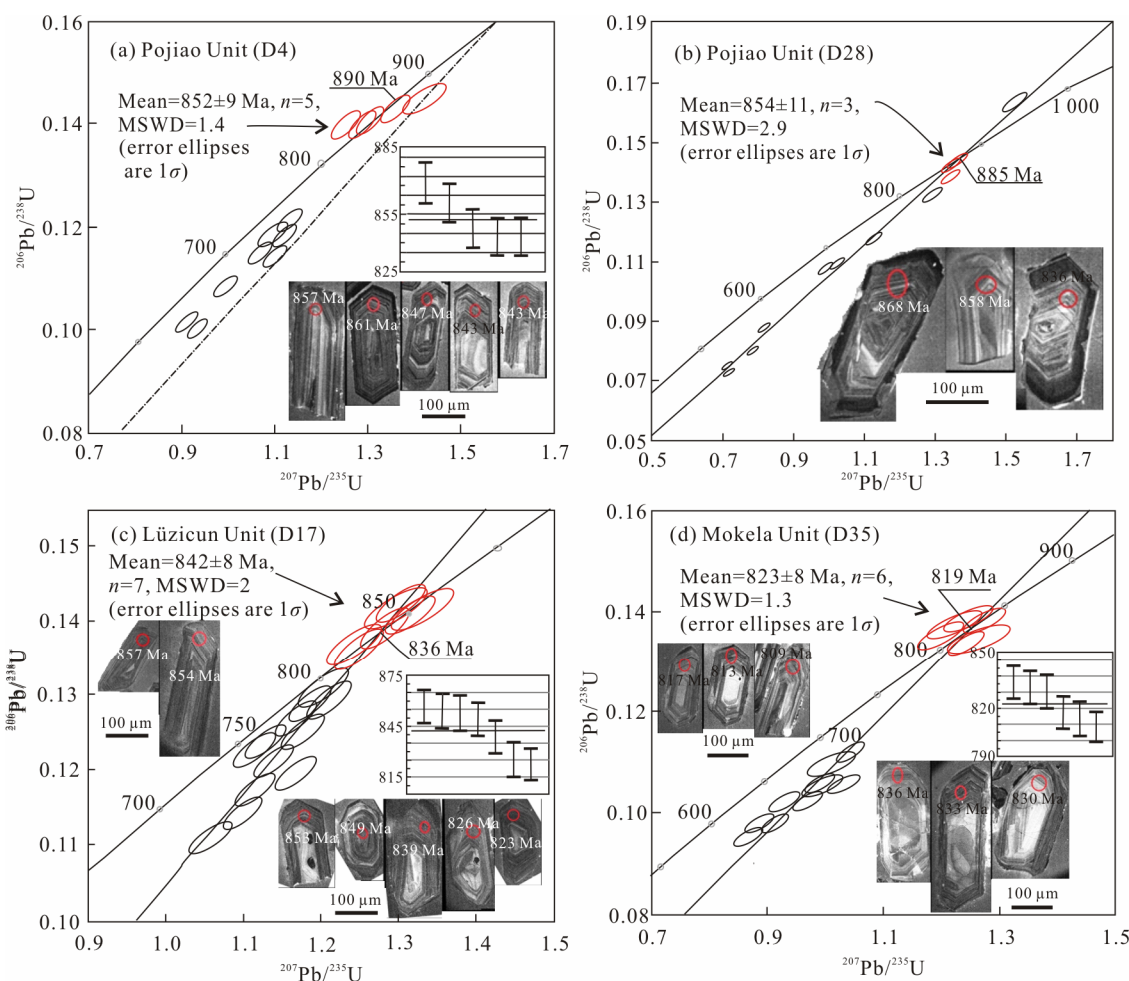 (a) Pojiao Unit (D4)
Mean=852±9 Ma, n=5,
MSWD=1.4
(error ellipses
are 1σ)
890 Ma
900
800
700
0.16
0.14
0.12
0.10
0.08
²⁰⁶Pb/²³⁸U
885
855
825
857 Ma
861 Ma
847 Ma
843 Ma
843 Ma
100 μm
0.7
0.9
1.1
1.3
1.5
1.7
²⁰⁷Pb/²³⁵U
(b) Pojiao Unit (D28)
Mean=854±11, n=3,
MSWD=2.9
(error ellipses are 1σ)
885 Ma
1 000
800
600
0.19
0.17
0.15
0.13
0.11
0.09
0.07
0.05
²⁰⁶Pb/²³⁸U
868 Ma
858 Ma
836 Ma
100 μm
0.5
0.7
0.9
1.1
1.3
1.5
1.7
²⁰⁷Pb/²³⁵U
(c) Lüzicun Unit (D17)
Mean=842±8 Ma,
n=7, MSWD=2
(error ellipses are 1σ)
850
836 Ma
800
750
700
0.15
0.14
0.13
0.12
0.11
0.10
Pb/²³⁸U
875
845
815
857 Ma
854 Ma
100 μm
853 Ma
849 Ma
839 Ma
826 Ma
823 Ma
100 μm
0.9
1.0
1.1
1.2
1.3
1.4
1.5
²⁰⁷Pb/²³⁵U
(d) Mokela Unit (D35)
Mean=823±8 Ma, n=6,
MSWD=1.3
(error ellipses are 1σ)
819 Ma
900
800
700
600
0.16
0.14
0.12
0.10
0.08
²⁰⁶Pb/²³⁸U
850
820
790
817 Ma
813 Ma
809 Ma
100 μm
836 Ma
833 Ma
830 Ma
100 μm
0.7
0.9
1.1
1.3
1.5
²⁰⁷Pb/²³⁵U